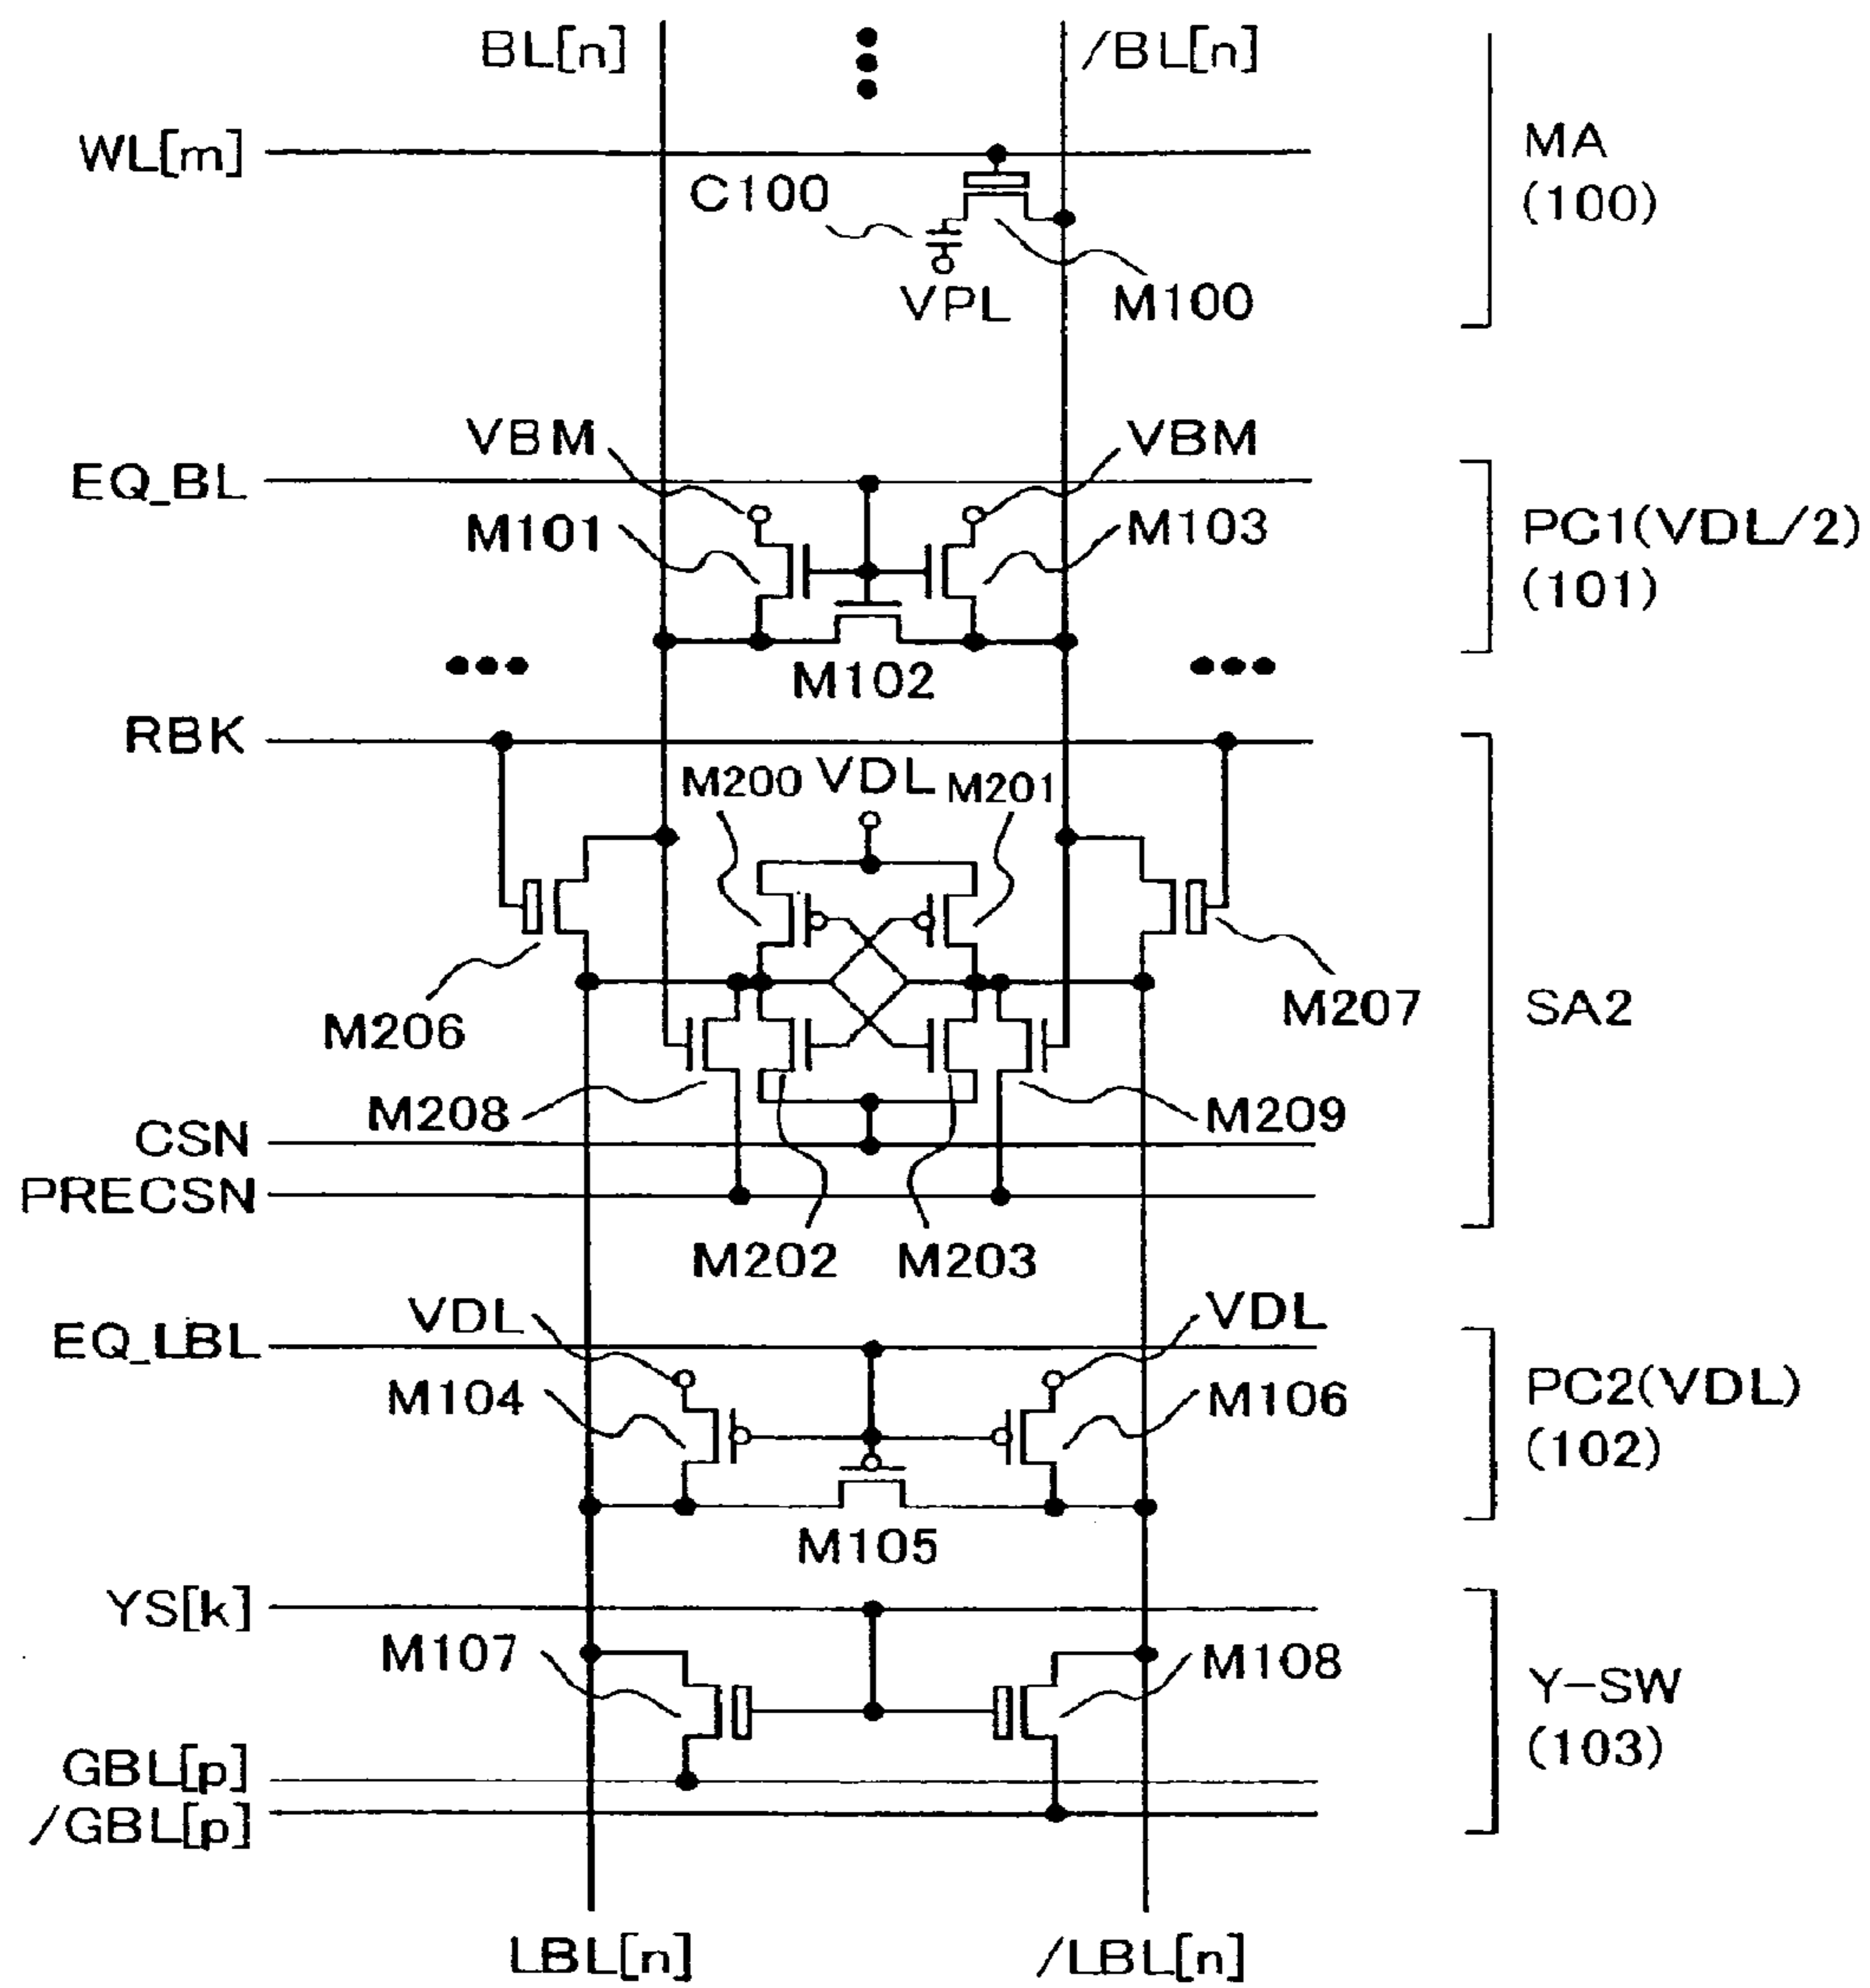 BL[n]
/BL[n]
WL[m]
MA
(100)
C100
VPL
M100
VBM
VBM
EQ_BL
M101
M103
PC1(VDL/2)
(101)
M102
RBK
M200
VDL
M201
M206
M207
SA2
M208
M209
CSN
PRECSN
M202
M203
VDL
VDL
EQ_LBL
M104
M106
PC2(VDL)
(102)
M105
YS[k]
M107
M108
Y-SW
(103)
GBL[p]
/GBL[p]
LBL[n]
/LBL[n]